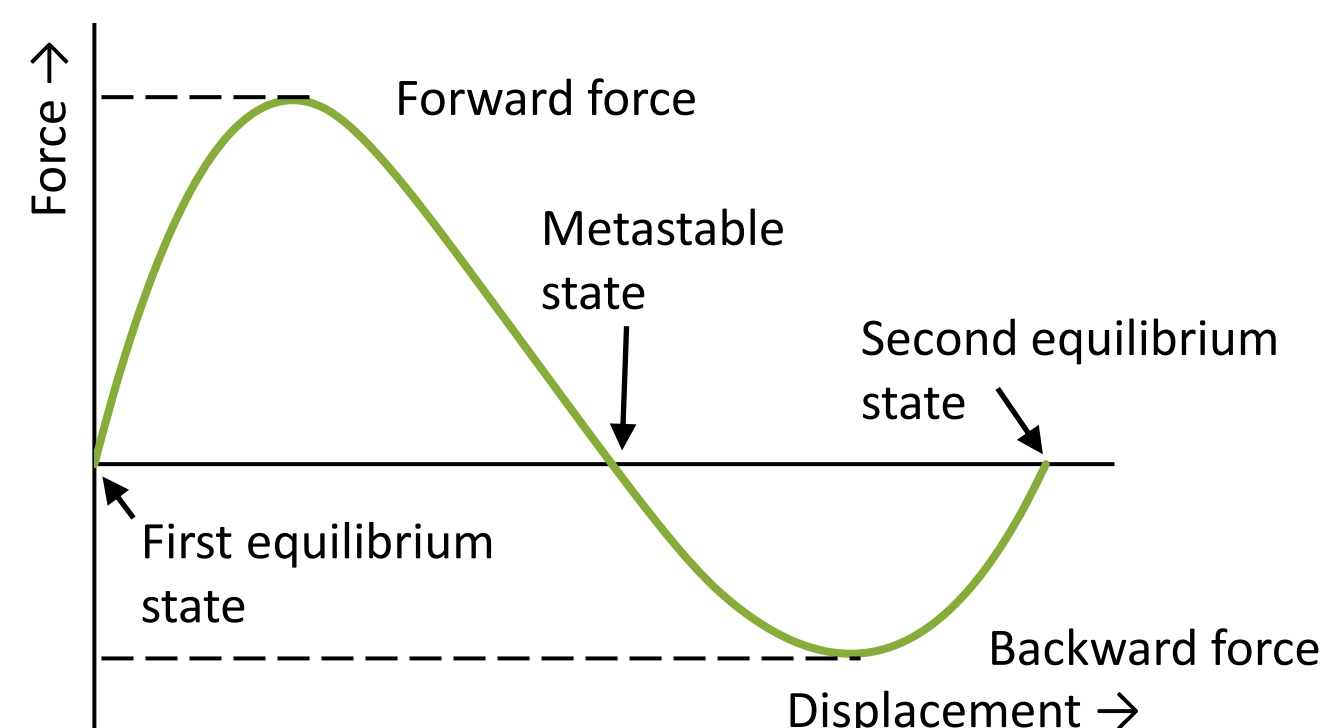 Force →
Forward force
Metastable
state
Second equilibrium
state
First equilibrium
state
Backward force
Displacement →